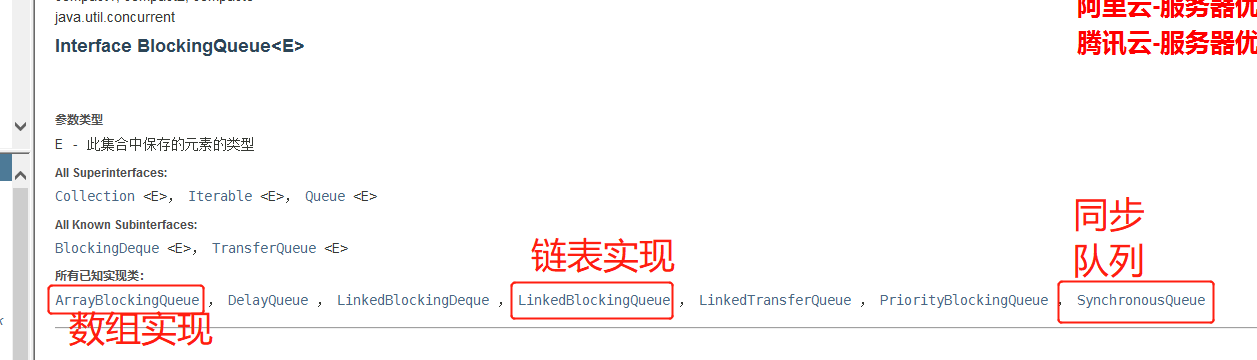 java.util.concurrent
阿里云-服务器优
Interface BlockingQueue<E>
腾讯云-服务器优
参数类型
E - 此集合中保存的元素的类型
All Superinterfaces:
Collection <E>, Iterable <E>, Queue <E>
All Known Subinterfaces:
BlockingDeque <E>, TransferQueue <E>
同步
队列
链表实现
所有已知实现类:
ArrayBlockingQueue , DelayQueue , LinkedBlockingDeque , LinkedBlockingQueue , LinkedTransferQueue , PriorityBlockingQueue , SynchronousQueue
数组实现